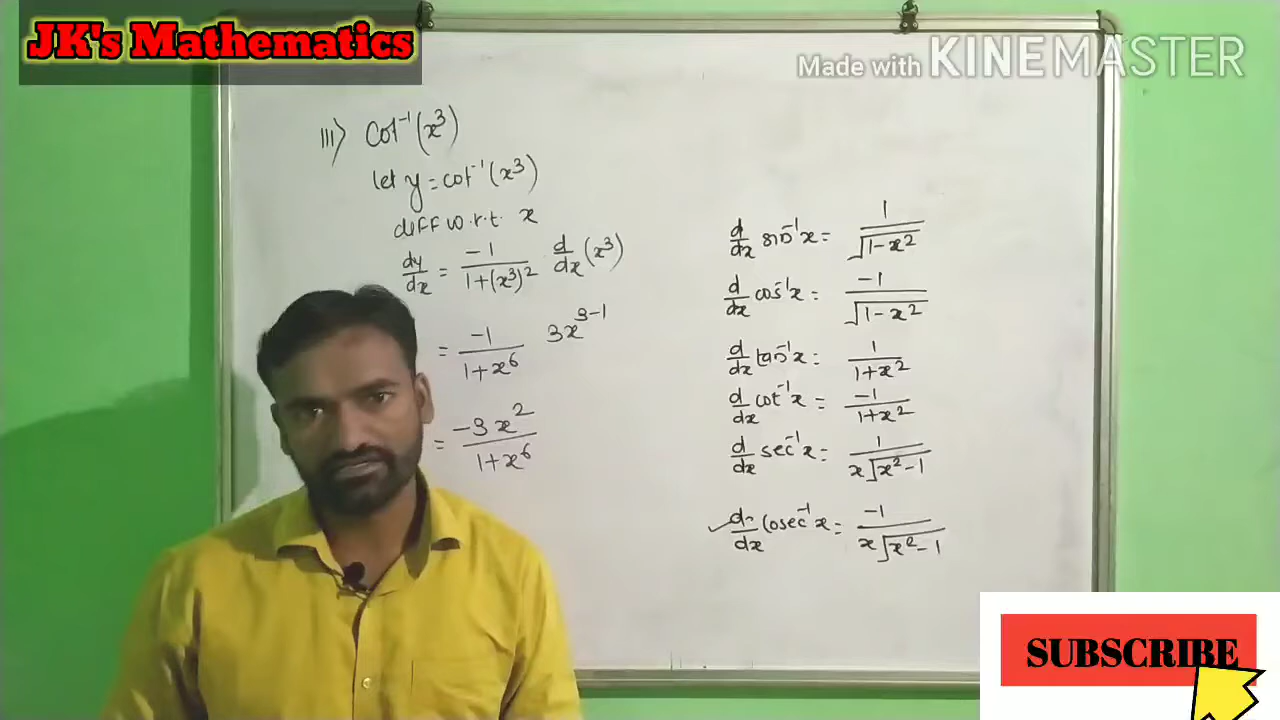 JK's Mathematics
Made with KINEMASTER
III) Cot⁻¹(x³)
let y = cot⁻¹(x³)
diff w.r.t. x
dy/dx = -1/(1+(x³)²) d/dx (x³)
= -1/(1+x⁶) 3x³⁻¹
= -3x²/(1+x⁶)
d/dx sin⁻¹x = 1/√(1-x²)
d/dx cos⁻¹x = -1/√(1-x²)
d/dx tan⁻¹x = 1/(1+x²)
d/dx cot⁻¹x = -1/(1+x²)
d/dx sec⁻¹x = 1/(x√(x²-1))
✓ d/dx cosec⁻¹x = -1/(x√(x²-1))
SUBSCRIBE